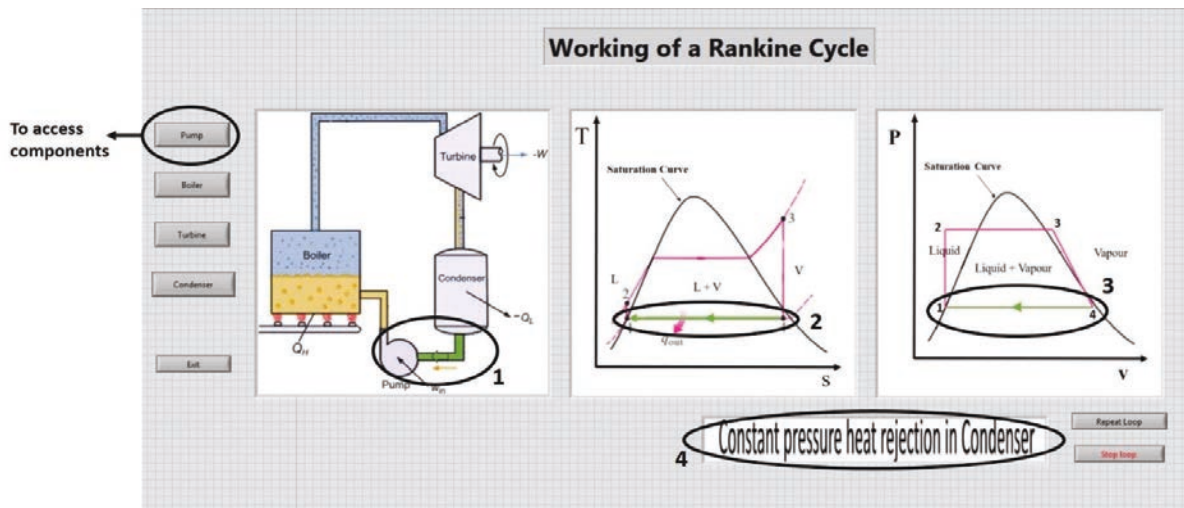 Working of a Rankine Cycle
To access
components
Pump
Boiler
Turbine
Condenser
Exit
Turbine
-W
Boiler
Condenser
-QL
QH
Pump
win
1
T
Saturation Curve
3
L
V
L + V
2
2
qout
S
P
Saturation Curve
2
3
Liquid
Vapour
Liquid + Vapour
3
1
4
V
4
Constant pressure heat rejection in Condenser
Repeat Loop
Stop loop